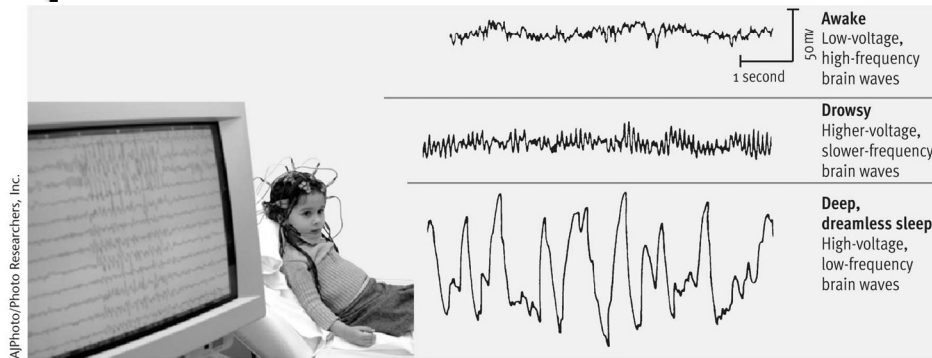 AJPhoto/Photo Researchers, Inc.
50 mv
1 second
Awake
Low-voltage,
high-frequency
brain waves
Drowsy
Higher-voltage,
slower-frequency
brain waves
Deep,
dreamless sleep
High-voltage,
low-frequency
brain waves